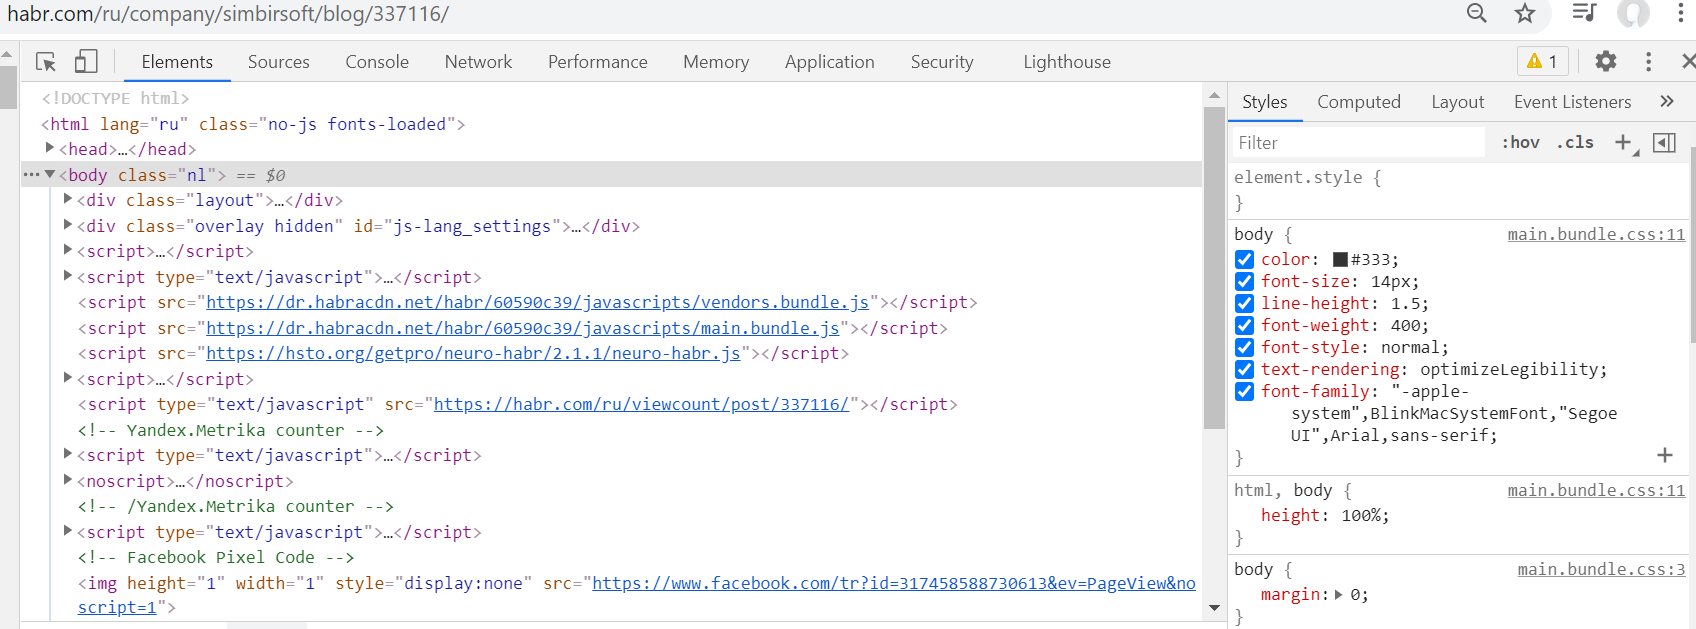 habr.com/ru/company/simbirsoft/blog/337116/
Elements Sources Console Network Performance Memory Application Security Lighthouse 1
<!DOCTYPE html>
<html lang="ru" class="no-js fonts-loaded">
<head>…</head>
<body class="nl"> == $0
<div class="layout">…</div>
<div class="overlay hidden" id="js-lang_settings">…</div>
<script>…</script>
<script type="text/javascript">…</script>
<script src="https://dr.habracdn.net/habr/60590c39/javascripts/vendors.bundle.js"></script>
<script src="https://dr.habracdn.net/habr/60590c39/javascripts/main.bundle.js"></script>
<script src="https://hsto.org/getpro/neuro-habr/2.1.1/neuro-habr.js"></script>
<script>…</script>
<script type="text/javascript" src="https://habr.com/ru/viewcount/post/337116/"></script>
<!-- Yandex.Metrika counter -->
<script type="text/javascript">…</script>
<noscript>…</noscript>
<!-- /Yandex.Metrika counter -->
<script type="text/javascript">…</script>
<!-- Facebook Pixel Code -->
<img height="1" width="1" style="display:none" src="https://www.facebook.com/tr?id=317458588730613&ev=PageView&no
script=1">
Styles Computed Layout Event Listeners »
Filter :hov .cls +
element.style {
}
body { main.bundle.css:11
color: #333;
font-size: 14px;
line-height: 1.5;
font-weight: 400;
font-style: normal;
text-rendering: optimizeLegibility;
font-family: "-apple-
system",BlinkMacSystemFont,"Segoe
UI",Arial,sans-serif;
}
html, body { main.bundle.css:11
height: 100%;
}
body { main.bundle.css:3
margin: 0;
}